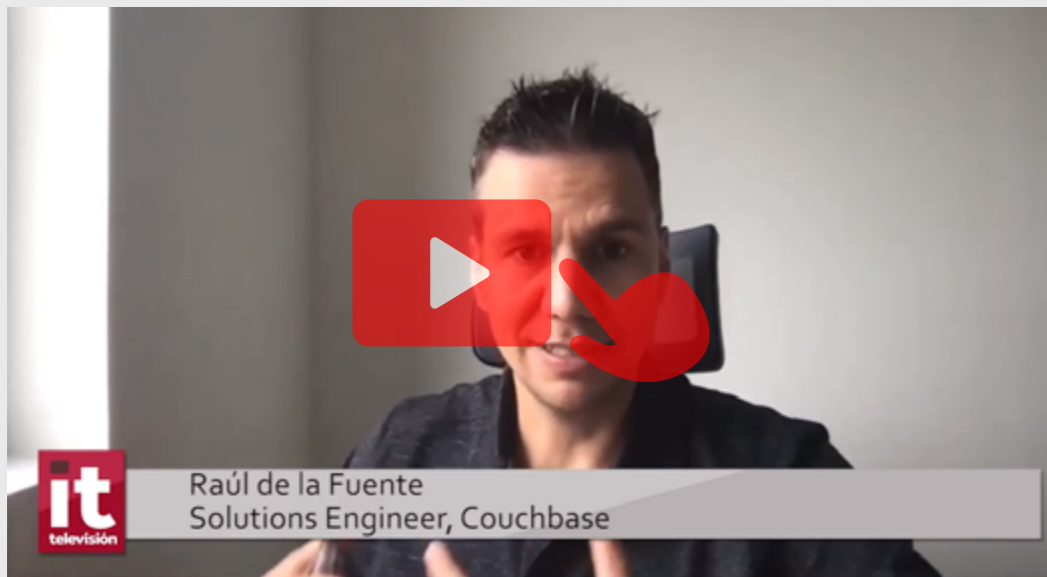 Raúl de la Fuente
Solutions Engineer, Couchbase
it
televisión